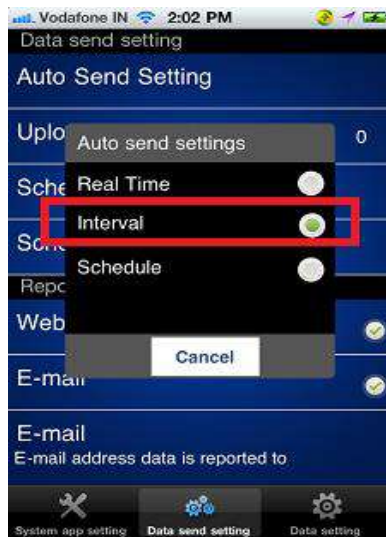 Vodafone IN 2:02 PM
Data send setting
Auto Send Setting
Uplo 0
Auto send settings
Sche
Real Time
Interval
Schedule
Repo
Web
Cancel
E-mail
E-mail
E-mail address data is reported to
System app setting Data send setting Data setting